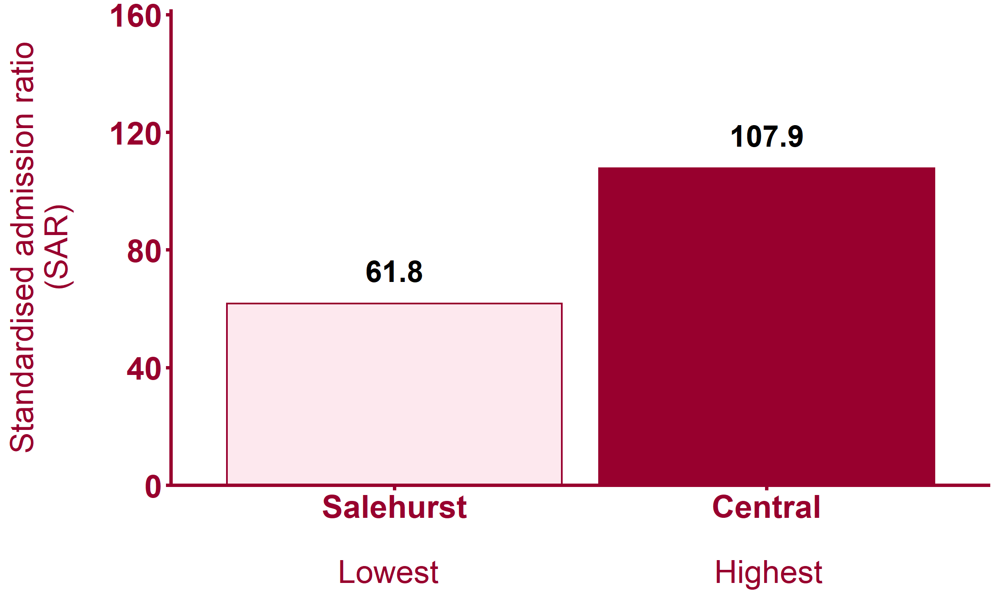 Standardised admission ratio
(SAR)
160
120
80
40
0
61.8
107.9
Salehurst
Central
Lowest
Highest